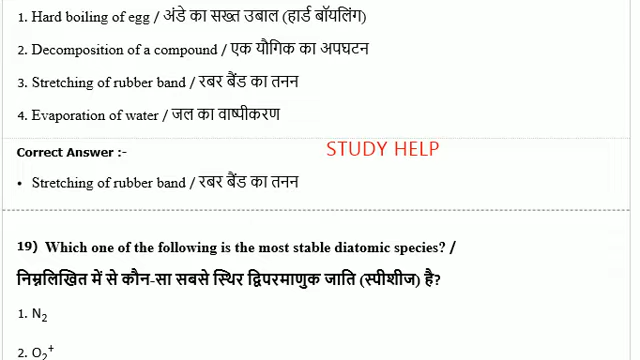 1. Hard boiling of egg / अंडे का सख्त उबाल (हार्ड बॉयलिंग)
2. Decomposition of a compound / एक यौगिक का अपघटन
3. Stretching of rubber band / रबर बैंड का तनन
4. Evaporation of water / जल का वाष्पीकरण
Correct Answer :-
STUDY HELP
• Stretching of rubber band / रबर बैंड का तनन
19) Which one of the following is the most stable diatomic species? /
निम्नलिखित में से कौन-सा सबसे स्थिर द्विपरमाणुक जाति (स्पीशीज) है?
1. N₂
2. O₂⁺